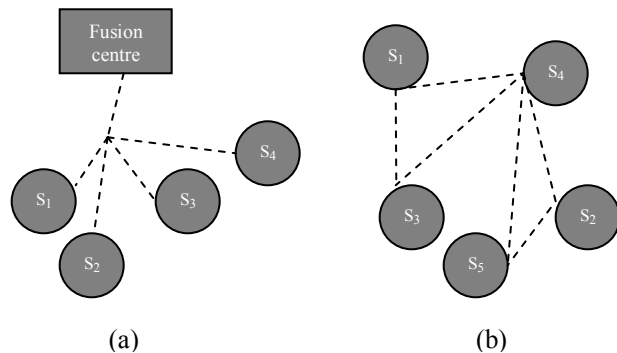 Fusion
centre
S₁
S₂
S₃
S₄
(a)
S₁
S₄
S₃
S₂
S₅
(b)